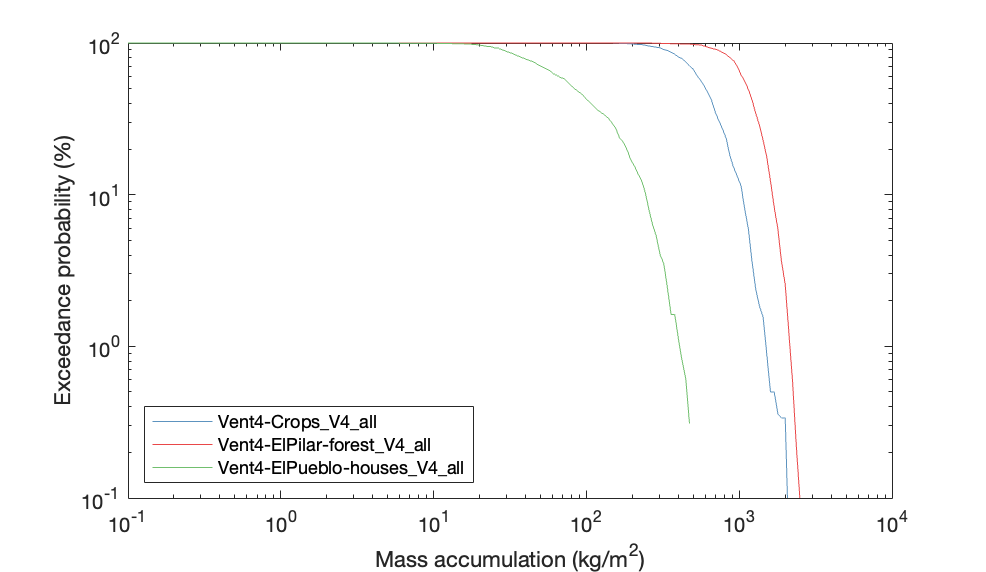 10^2
10^1
10^0
10^-1
Exceedance probability (%)
Vent4-Crops_V4_all
Vent4-ElPilar-forest_V4_all
Vent4-ElPueblo-houses_V4_all
10^-1 10^0 10^1 10^2 10^3 10^4
Mass accumulation (kg/m^2)